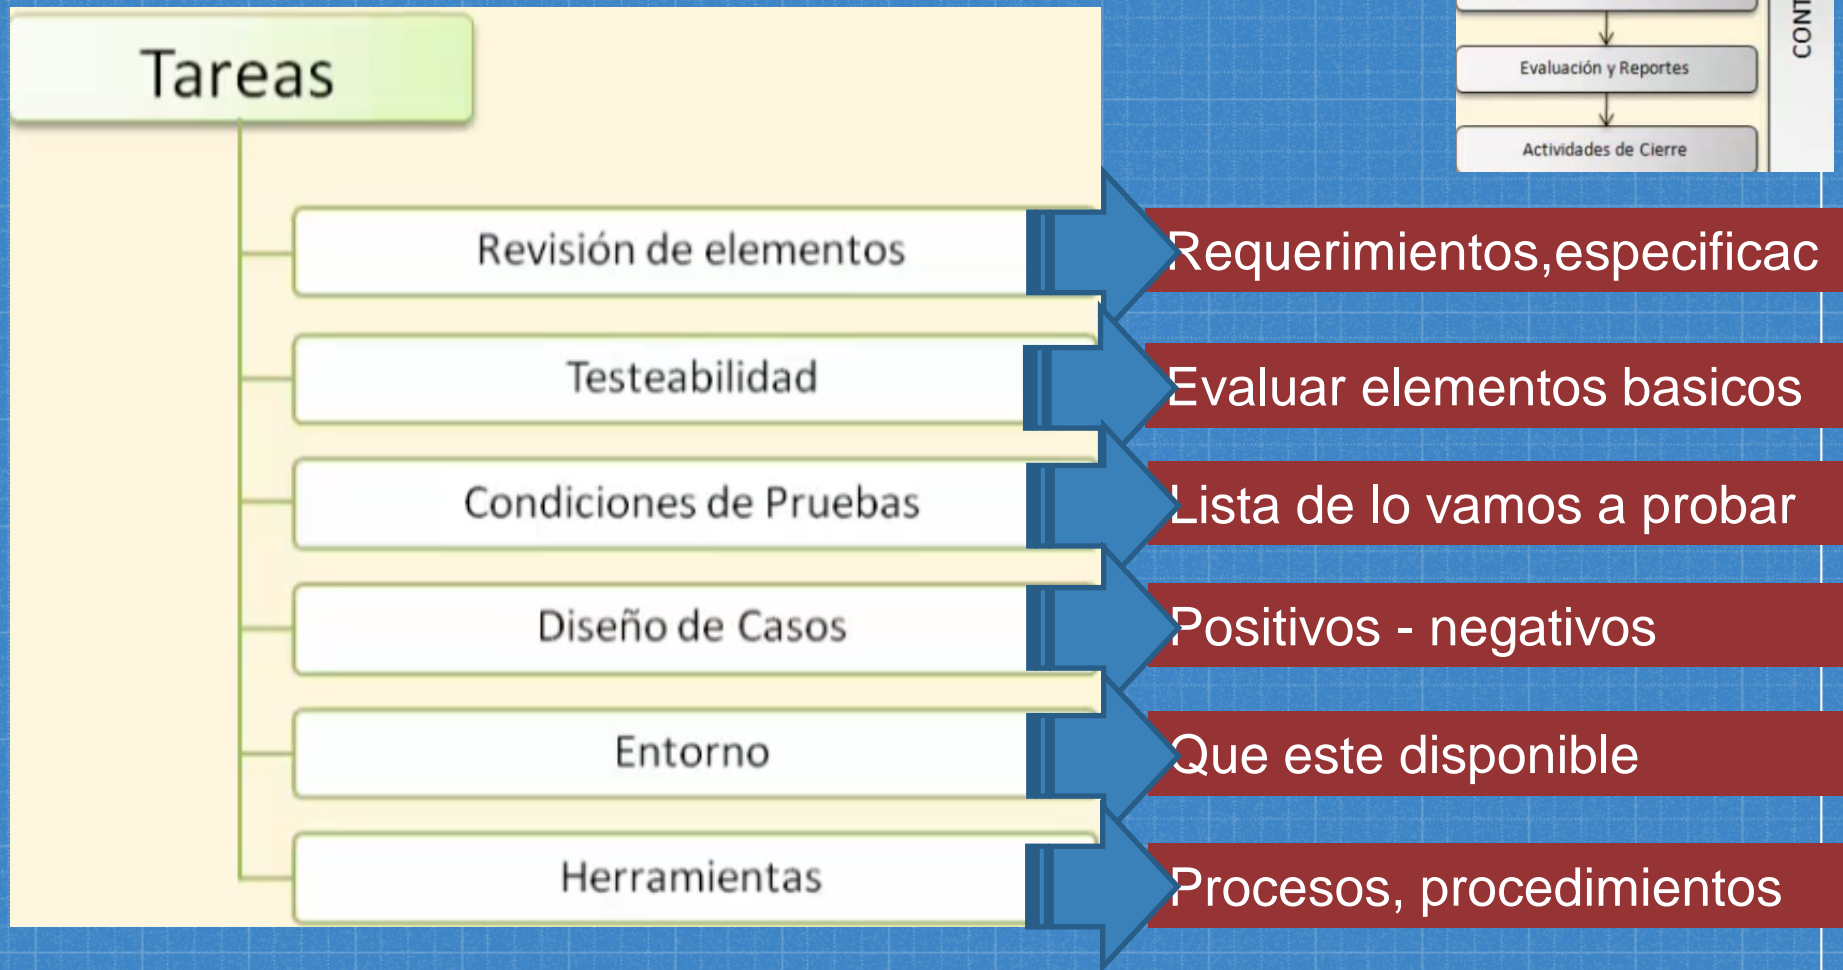 Tareas
CONT
Evaluación y Reportes
Actividades de Cierre
Revisión de elementos
Requerimientos,especificac
Testeabilidad
Evaluar elementos basicos
Condiciones de Pruebas
Lista de lo vamos a probar
Diseño de Casos
Positivos - negativos
Entorno
Que este disponible
Herramientas
Procesos, procedimientos